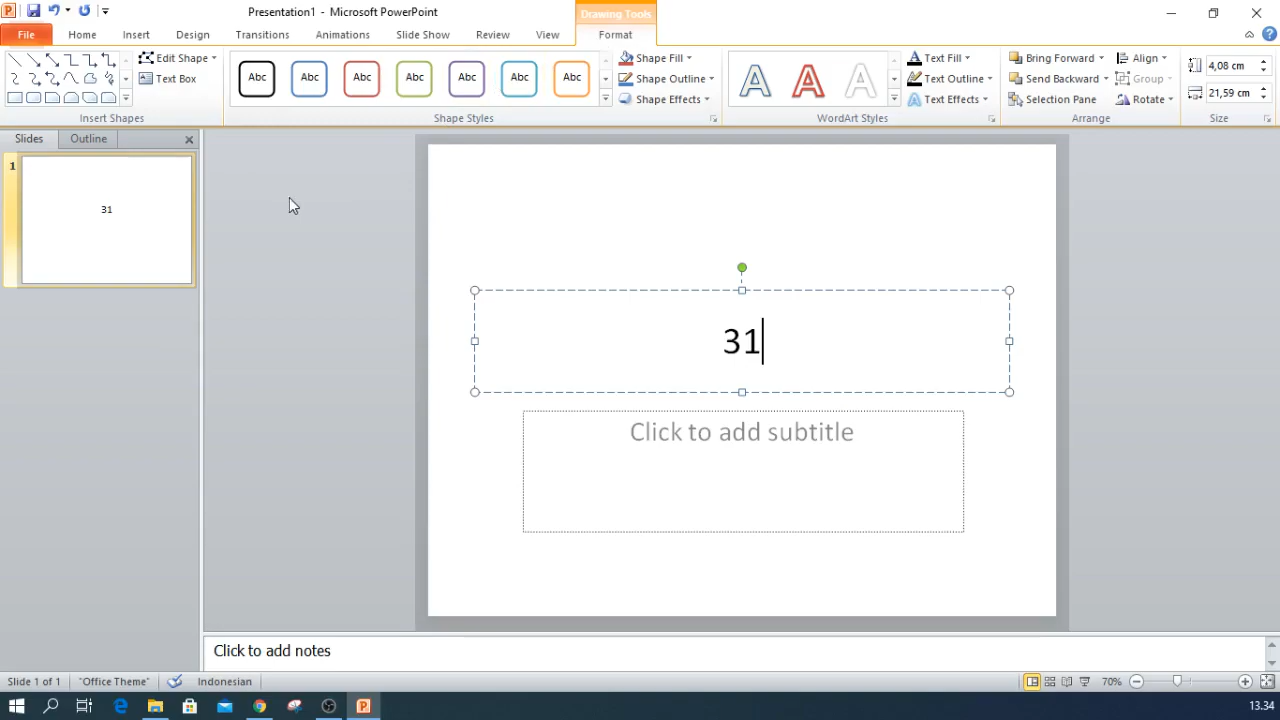 Presentation1 - Microsoft PowerPoint
Drawing Tools
File Home Insert Design Transitions Animations Slide Show Review View Format
Edit Shape
Text Box
Insert Shapes
Abc Abc Abc Abc Abc Abc Abc
Shape Fill
Shape Outline
Shape Effects
Shape Styles
A A A
Text Fill
Text Outline
Text Effects
WordArt Styles
Bring Forward
Send Backward
Selection Pane
Align
Group
Rotate
Arrange
4,08 cm
21,59 cm
Size
Slides Outline
1
31
31
Click to add subtitle
Click to add notes
Slide 1 of 1 "Office Theme" Indonesian 70%
13.34